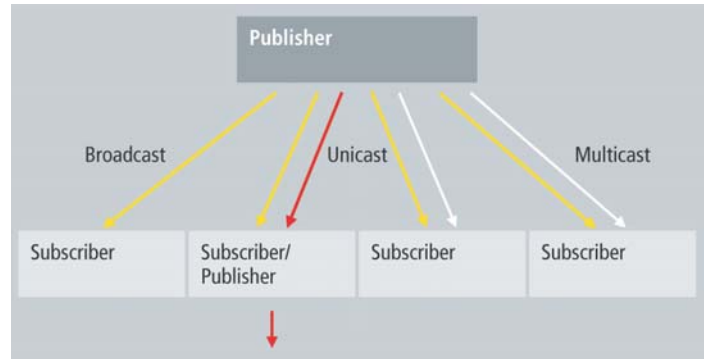 Publisher
Broadcast
Unicast
Multicast
Subscriber
Subscriber/
Publisher
Subscriber
Subscriber